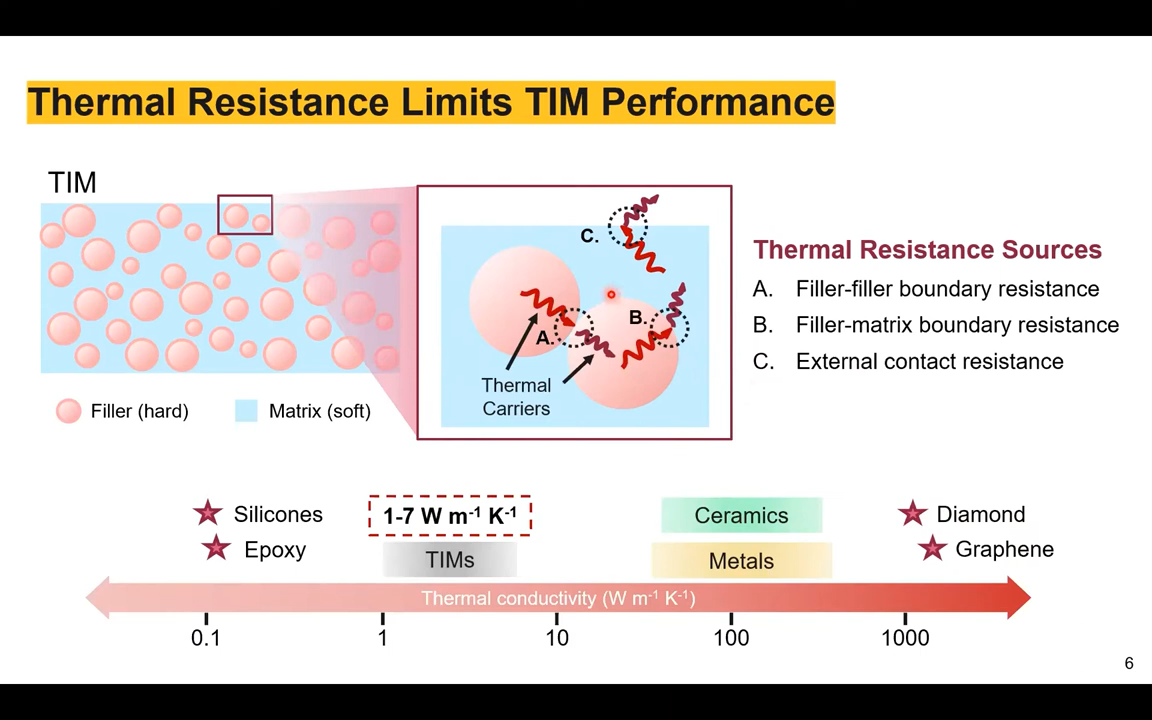 Thermal Resistance Limits TIM Performance
TIM
Filler (hard)
Matrix (soft)
C.
B.
A.
Thermal
Carriers
Thermal Resistance Sources
A. Filler-filler boundary resistance
B. Filler-matrix boundary resistance
C. External contact resistance
Silicones
Epoxy
1-7 W m⁻¹ K⁻¹
TIMs
Ceramics
Metals
Diamond
Graphene
Thermal conductivity (W m⁻¹ K⁻¹)
0.1
1
10
100
1000
6